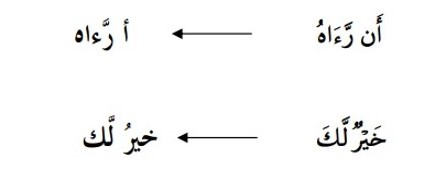 أَن رَّءَاهُ ← أ رَّءاه
خَيْرٌ لَّكَ ← خيرُ لَّك